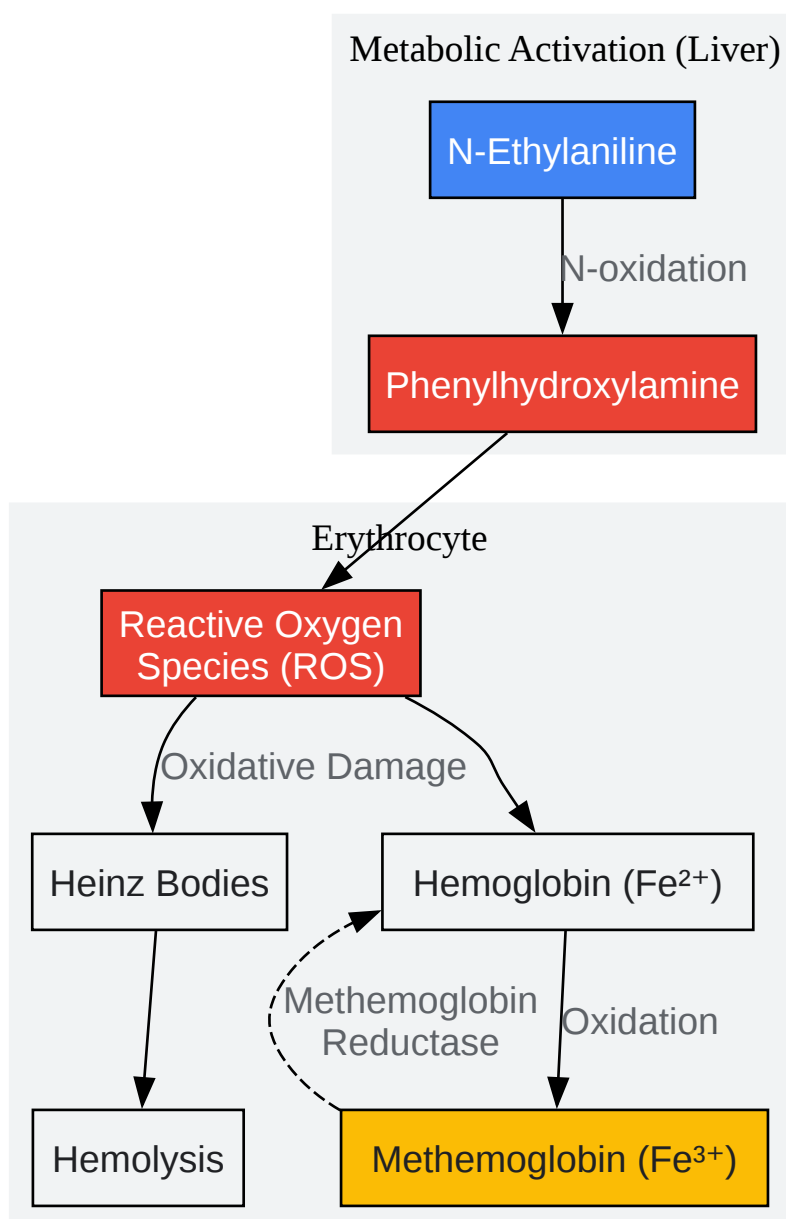 Metabolic Activation (Liver)
N-Ethylaniline
N-oxidation
Phenylhydroxylamine
Erythrocyte
Reactive Oxygen
Species (ROS)
Oxidative Damage
Heinz Bodies
Hemoglobin (Fe²⁺)
Methemoglobin
Reductase
Oxidation
Hemolysis
Methemoglobin (Fe³⁺)